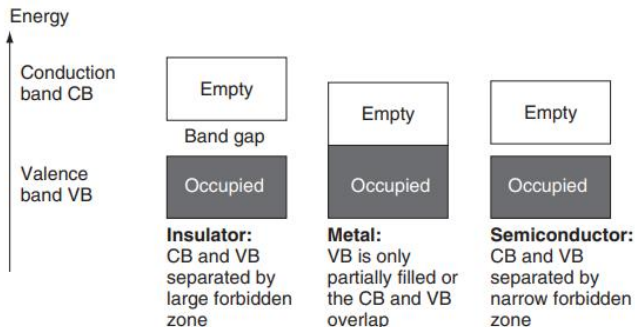 Energy
Conduction
band CB
Empty
Empty
Empty
Band gap
Valence
band VB
Occupied
Occupied
Occupied
Insulator:
CB and VB
separated by
large forbidden
zone
Metal:
VB is only
partially filled or
the CB and VB
overlap
Semiconductor:
CB and VB
separated by
narrow forbidden
zone